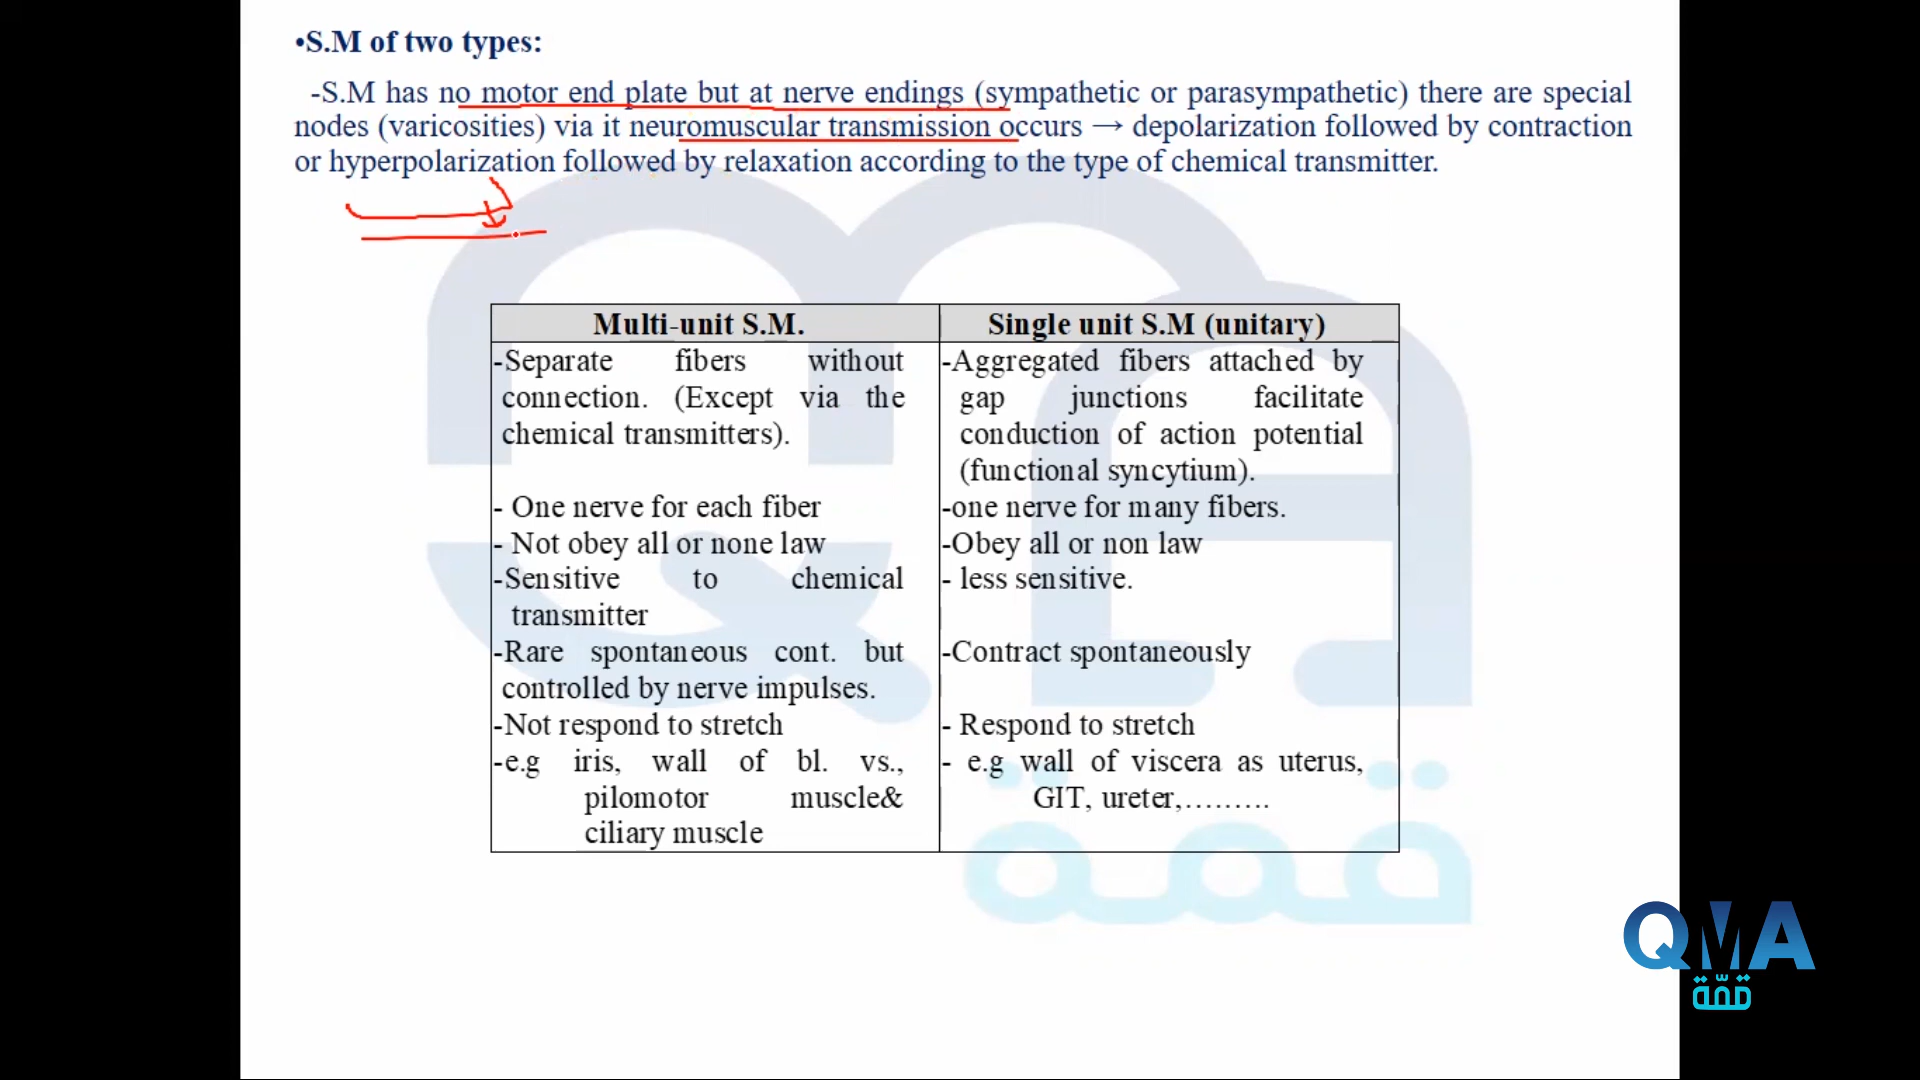 •S.M of two types:
-S.M has no motor end plate but at nerve endings (sympathetic or parasympathetic) there are special
nodes (varicosities) via it neuromuscular transmission occurs → depolarization followed by contraction
or hyperpolarization followed by relaxation according to the type of chemical transmitter.
Multi-unit S.M.
-Separate fibers without
connection. (Except via the
chemical transmitters).
- One nerve for each fiber
- Not obey all or none law
-Sensitive to chemical
transmitter
-Rare spontaneous cont. but
controlled by nerve impulses.
-Not respond to stretch
-e.g iris, wall of bl. vs.,
pilomotor muscle&
ciliary muscle
Single unit S.M (unitary)
-Aggregated fibers attached by
gap junctions facilitate
conduction of action potential
(functional syncytium).
-one nerve for many fibers.
-Obey all or non law
- less sensitive.
-Contract spontaneously
- Respond to stretch
- e.g wall of viscera as uterus,
GIT, ureter,.........
قمة
QMA
قمّة